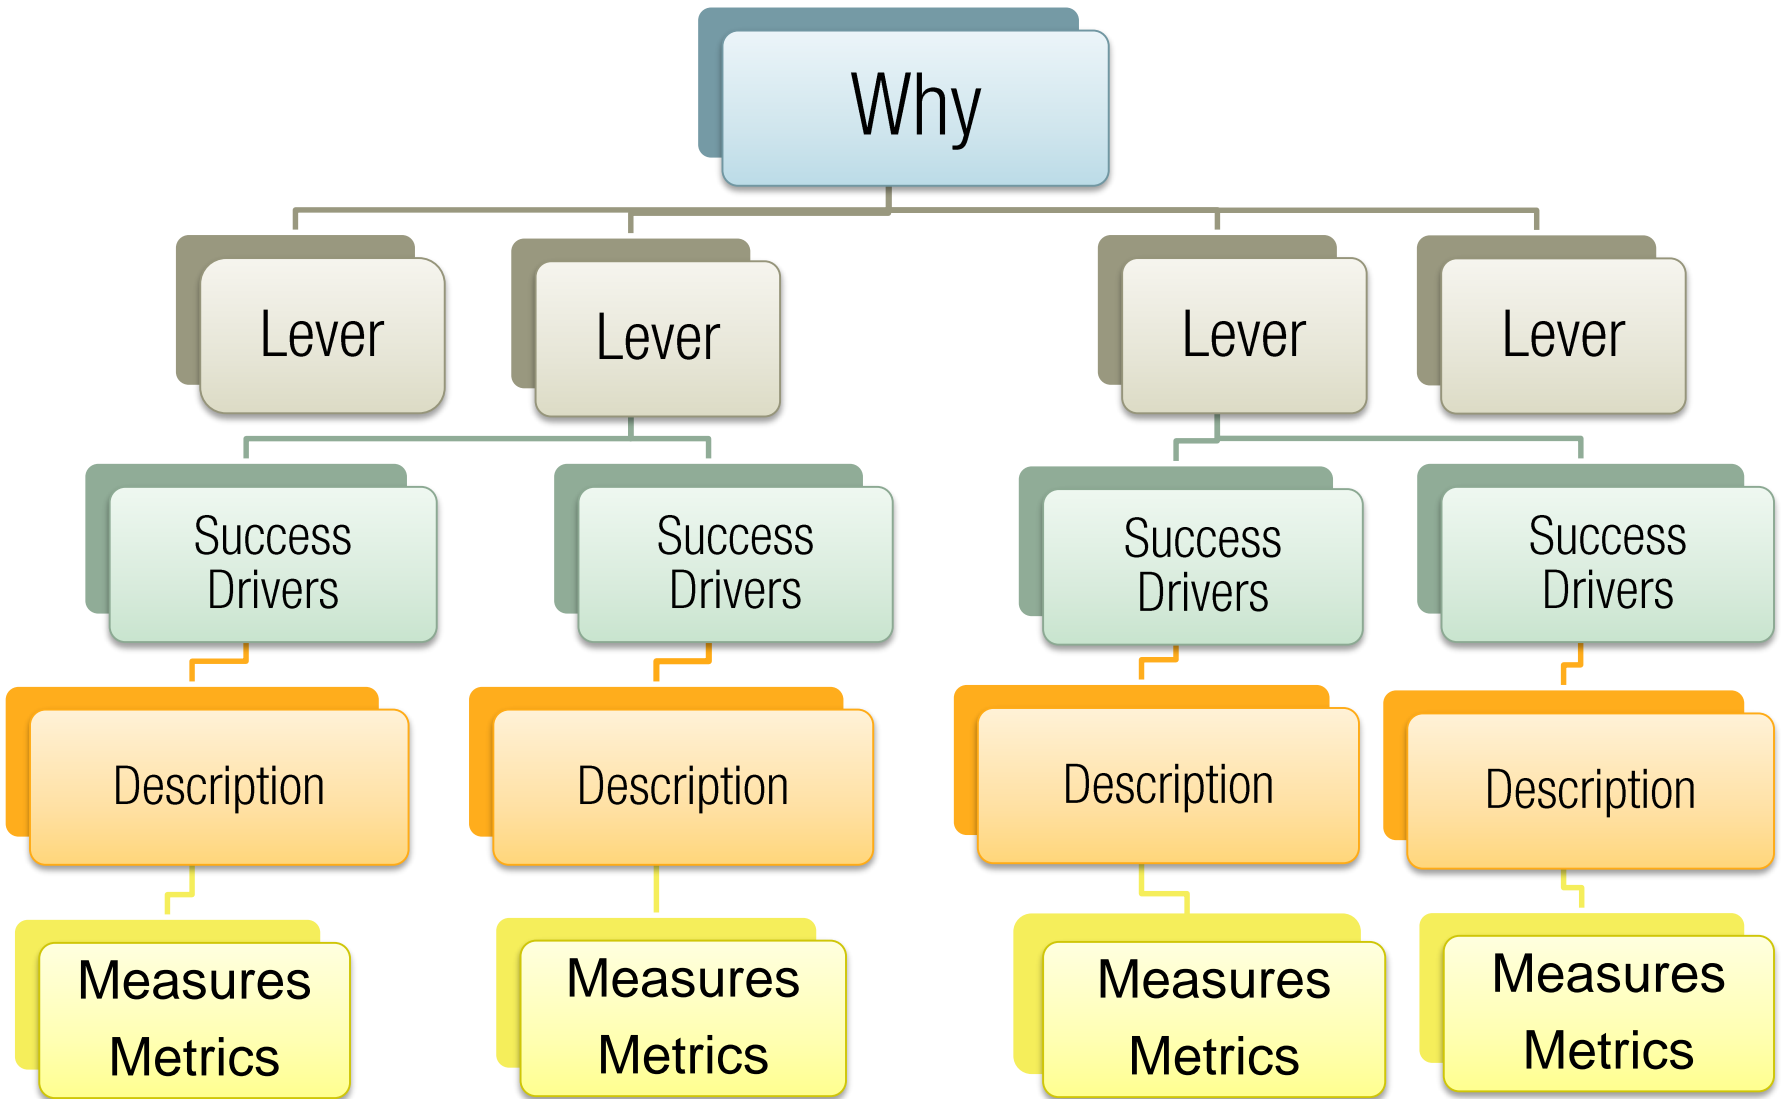 Why
Lever
Lever
Lever
Lever
Success
Drivers
Success
Drivers
Success
Drivers
Success
Drivers
Description
Description
Description
Description
Measures
Metrics
Measures
Metrics
Measures
Metrics
Measures
Metrics